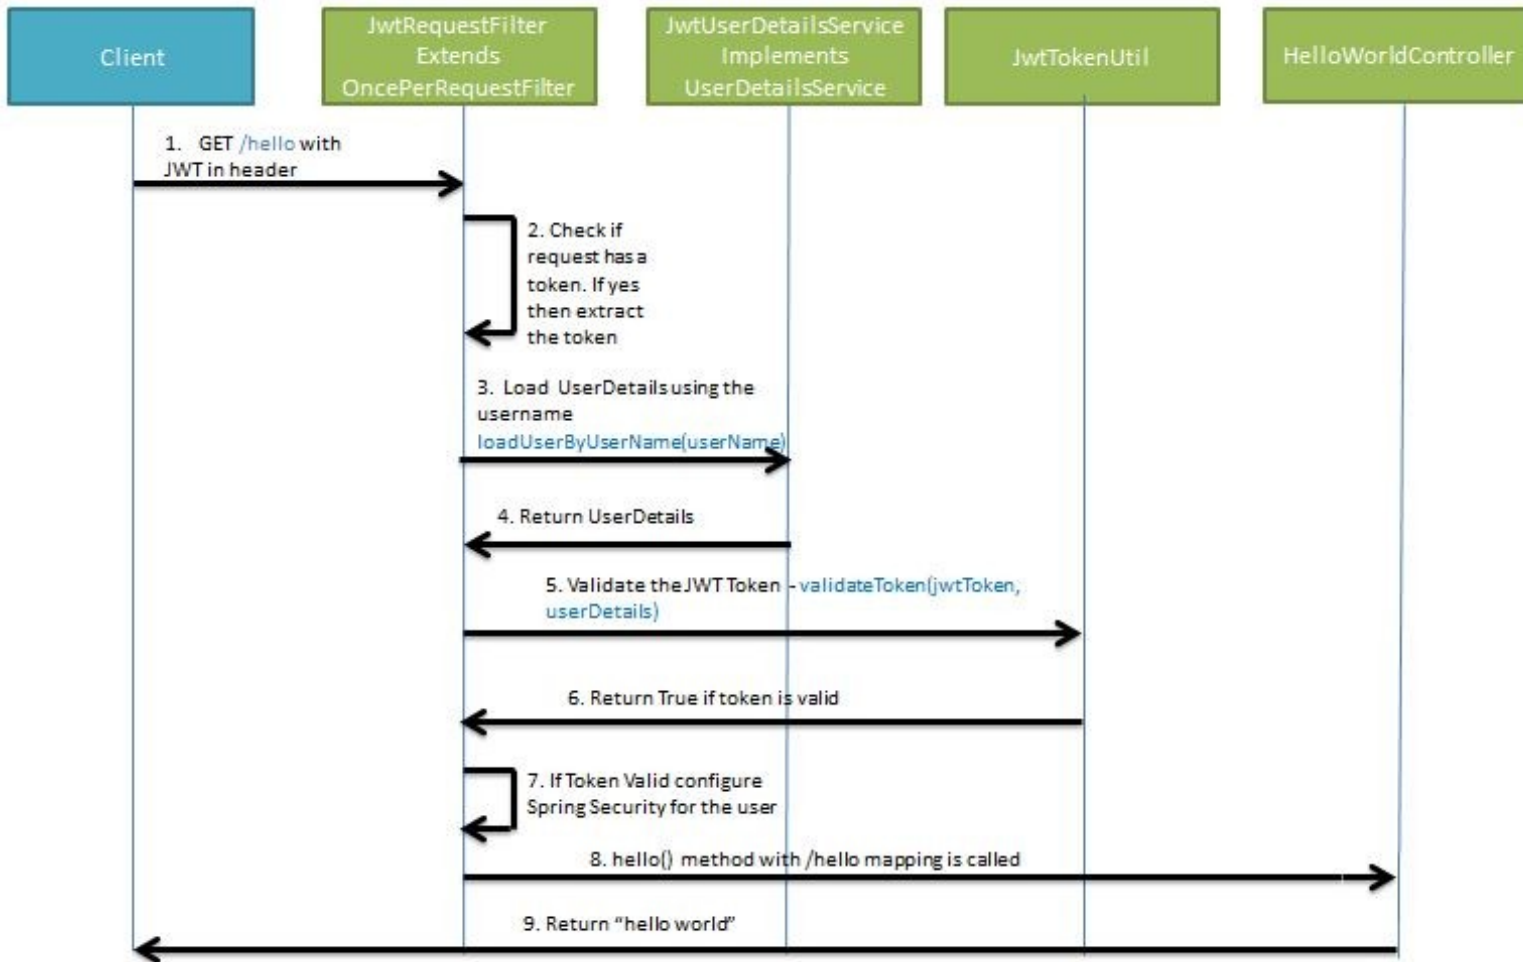 Client
JwtRequestFilter
Extends
OncePerRequestFilter
JwtUserDetailsService
Implements
UserDetailsService
JwtTokenUtil
HelloWorldController
1. GET /hello with
JWT in header
2. Check if
request has a
token. If yes
then extract
the token
3. Load UserDetails using the
username
loadUserByUserName(userName)
4. Return UserDetails
5. Validate the JWT Token - validateToken(jwtToken,
userDetails)
6. Return True if token is valid
7. If Token Valid configure
Spring Security for the user
8. hello() method with /hello mapping is called
9. Return “hello world”